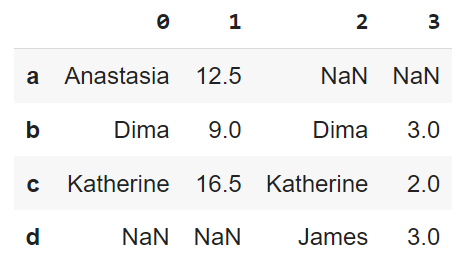 0 1 2 3
a Anastasia 12.5 NaN NaN
b Dima 9.0 Dima 3.0
c Katherine 16.5 Katherine 2.0
d NaN NaN James 3.0